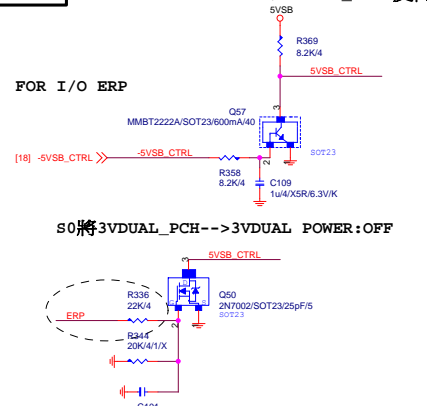 5VSB
R369
8.2K/4
5VSB_CTRL
FOR I/O ERP
3
Q57
MMBT2222A/SOT23/600mA/40
SOT23
[18] -5VSB_CTRL
-5VSB_CTRL
2
1
R358
8.2K/4
C109
1u/4/X5R/6.3V/K
S0將3VDUAL_PCH-->3VDUAL POWER:OFF
5VSB_CTRL
3
D
Q50
2N7002/SOT23/25pF/5
SOT23
G
S
R336
22K/4
ERP
2
1
R344
20K/4/1/X